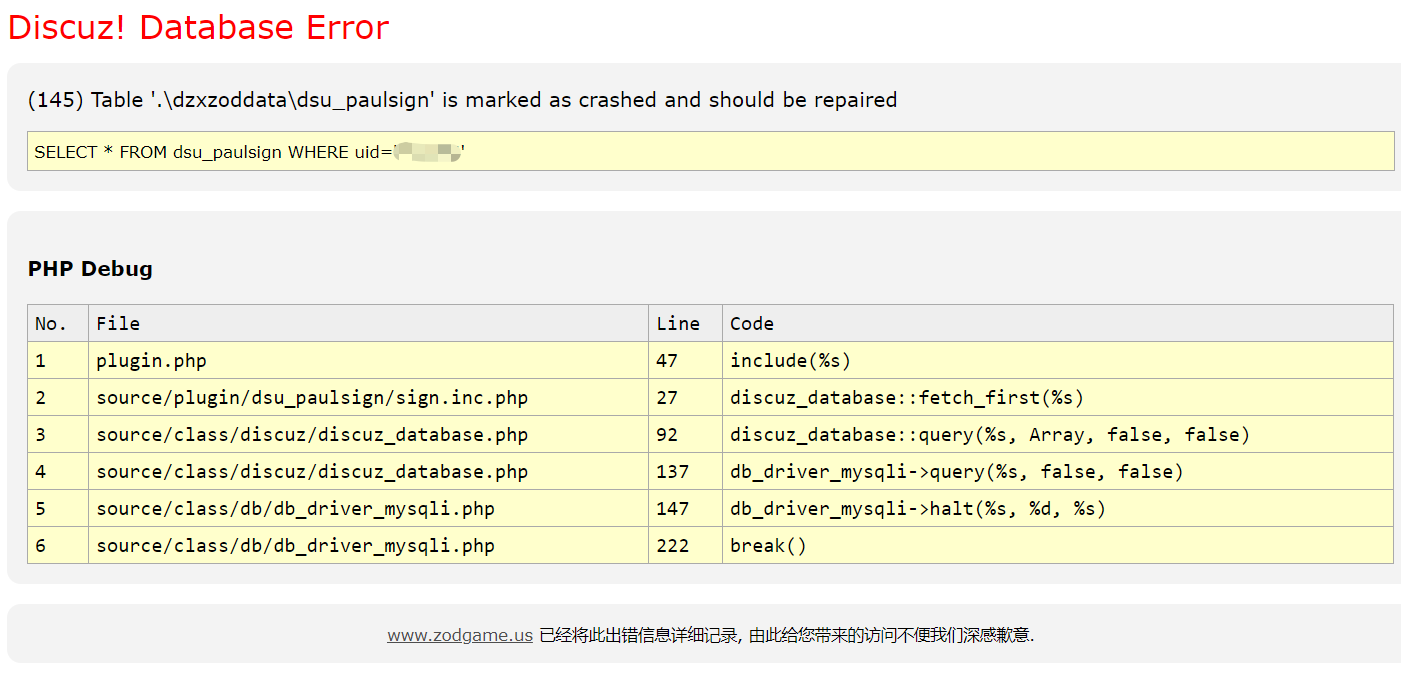 Discuz! Database Error
(145) Table '.\dzxzoddata\dsu_paulsign' is marked as crashed and should be repaired
SELECT * FROM dsu_paulsign WHERE uid=' '
PHP Debug
No. File Line Code
1 plugin.php 47 include(%s)
2 source/plugin/dsu_paulsign/sign.inc.php 27 discuz_database::fetch_first(%s)
3 source/class/discuz/discuz_database.php 92 discuz_database::query(%s, Array, false, false)
4 source/class/discuz/discuz_database.php 137 db_driver_mysqli->query(%s, false, false)
5 source/class/db/db_driver_mysqli.php 147 db_driver_mysqli->halt(%s, %d, %s)
6 source/class/db/db_driver_mysqli.php 222 break()
www.zodgame.us 已经将此出错信息详细记录, 由此给您带来的访问不便我们深感歉意.